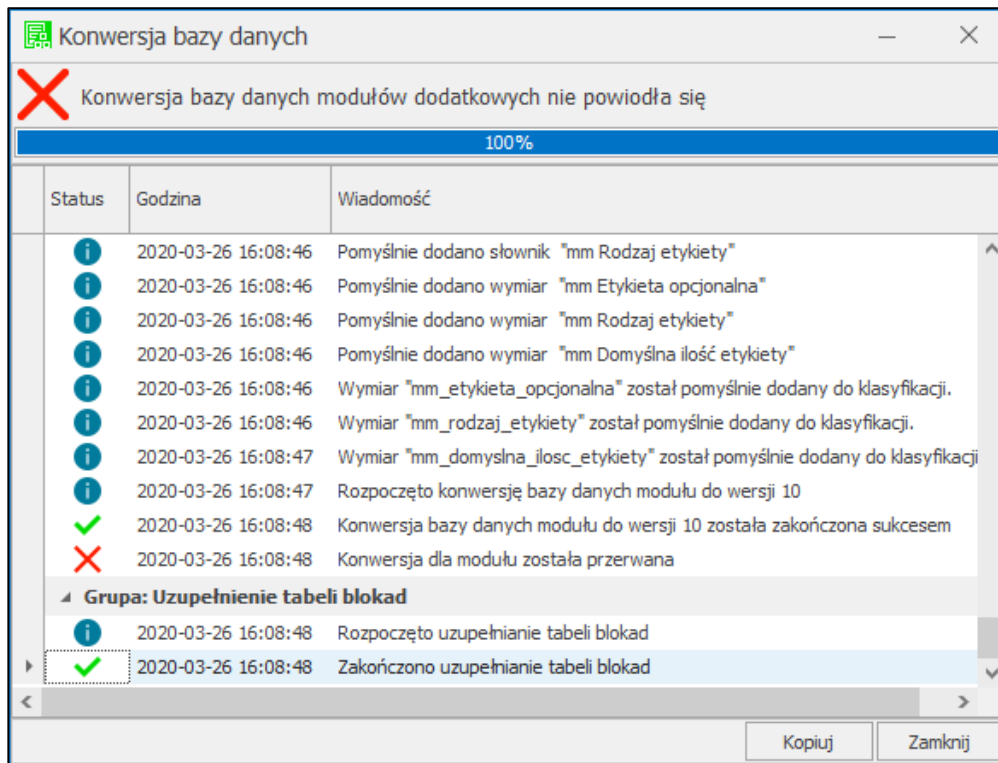 Konwersja bazy danych
Konwersja bazy danych modułów dodatkowych nie powiodła się
100%
Status Godzina Wiadomość
2020-03-26 16:08:46 Pomyślnie dodano słownik "mm Rodzaj etykiety"
2020-03-26 16:08:46 Pomyślnie dodano wymiar "mm Etykieta opcjonalna"
2020-03-26 16:08:46 Pomyślnie dodano wymiar "mm Rodzaj etykiety"
2020-03-26 16:08:46 Pomyślnie dodano wymiar "mm Domyślna ilość etykiety"
2020-03-26 16:08:46 Wymiar "mm_etykieta_opcjonalna" został pomyślnie dodany do klasyfikacji.
2020-03-26 16:08:46 Wymiar "mm_rodzaj_etykiety" został pomyślnie dodany do klasyfikacji.
2020-03-26 16:08:47 Wymiar "mm_domyslna_ilosc_etykiety" został pomyślnie dodany do klasyfikacji
2020-03-26 16:08:47 Rozpoczęto konwersję bazy danych modułu do wersji 10
2020-03-26 16:08:48 Konwersja bazy danych modułu do wersji 10 została zakończona sukcesem
2020-03-26 16:08:48 Konwersja dla modułu została przerwana
Grupa: Uzupełnienie tabeli blokad
2020-03-26 16:08:48 Rozpoczęto uzupełnianie tabeli blokad
2020-03-26 16:08:48 Zakończono uzupełnianie tabeli blokad
Kopiuj Zamknij